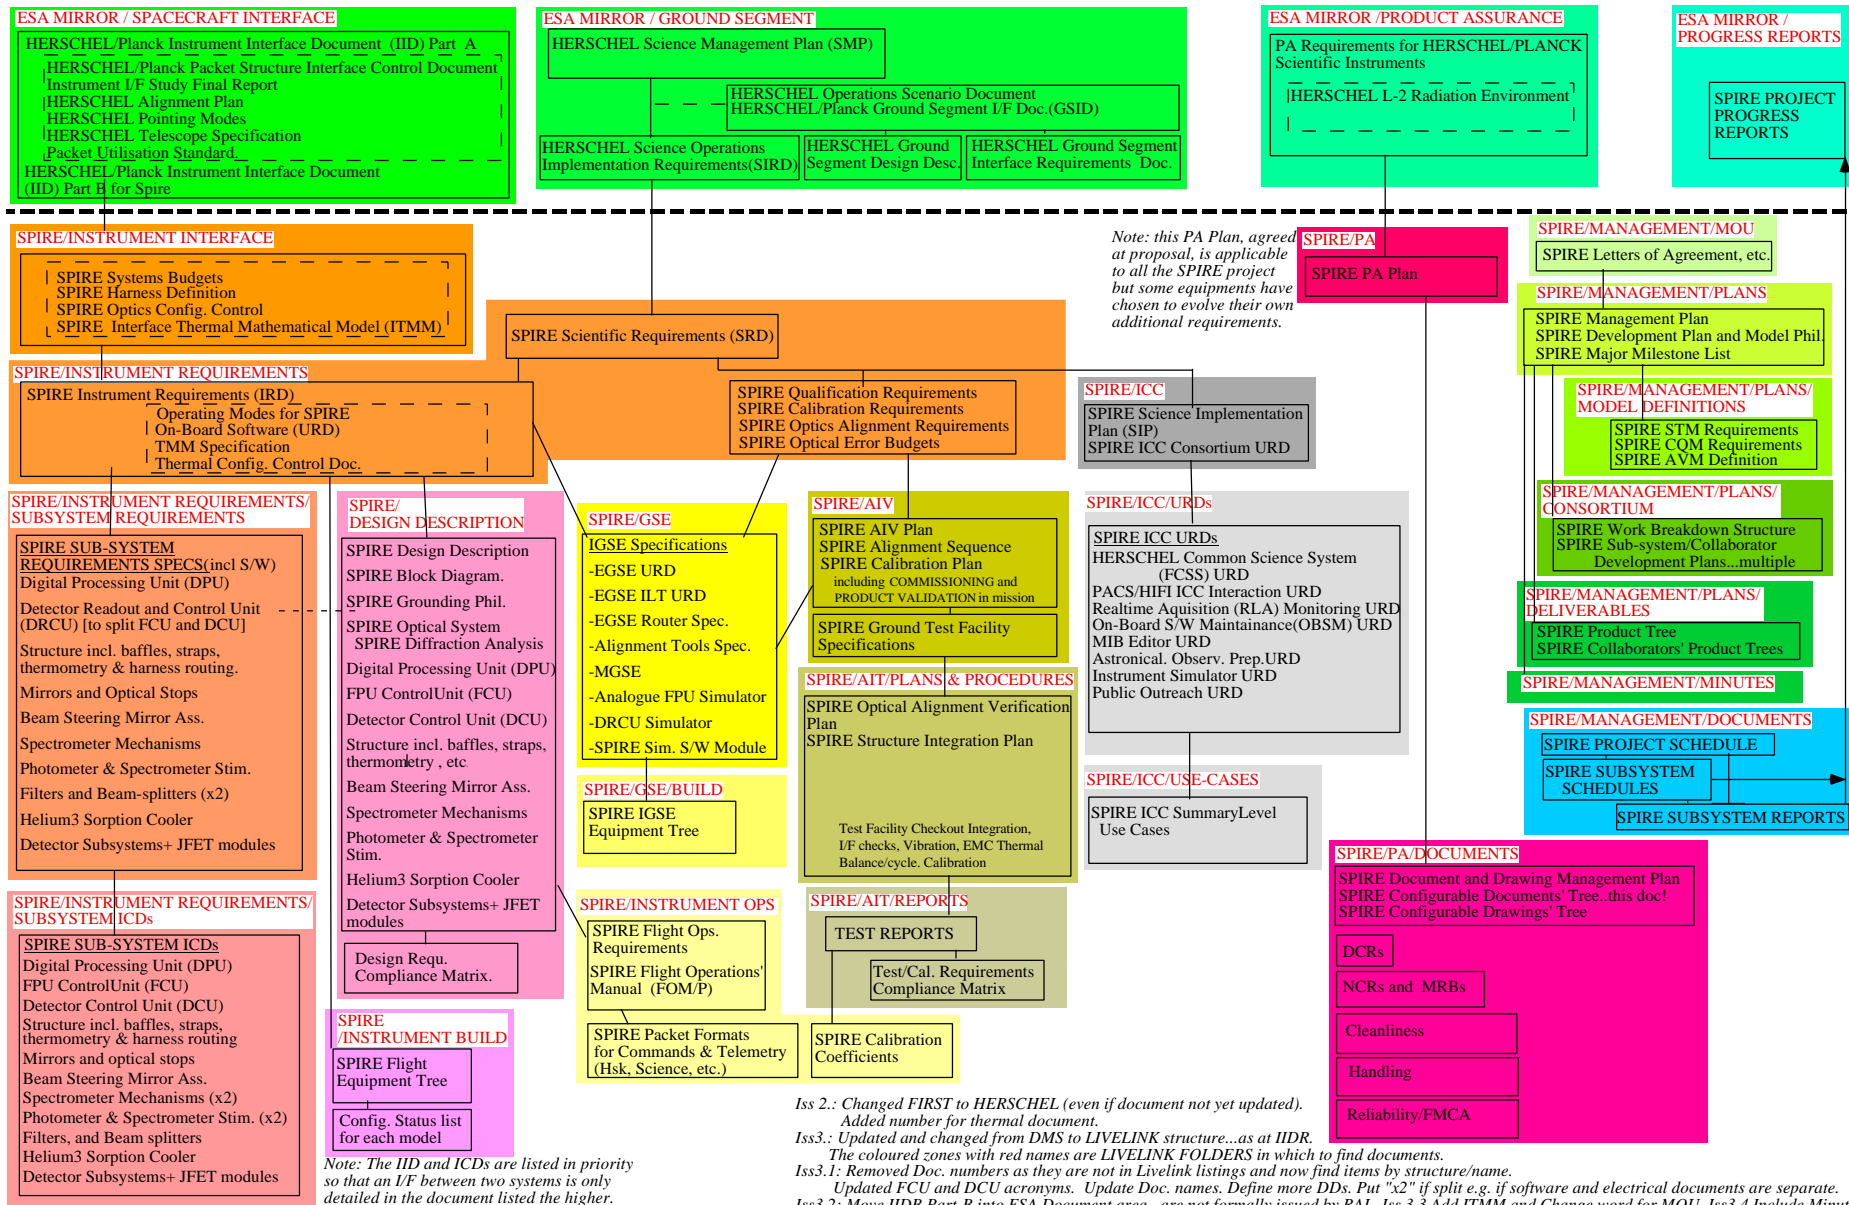 ESA MIRROR / SPACECRAFT INTERFACE
HERSCHEL/Planck Instrument Interface Document (IID) Part A
HERSCHEL/Planck Packet Structure Interface Control Document
Instrument I/F Study Final Report
HERSCHEL Alignment Plan
HERSCHEL Pointing Modes
HERSCHEL Telescope Specification
Packet Utilisation Standard.
HERSCHEL/Planck Instrument Interface Document
(IID) Part B for Spire
ESA MIRROR / GROUND SEGMENT
HERSCHEL Science Management Plan (SMP)
HERSCHEL Operations Scenario Document
HERSCHEL/Planck Ground Segment I/F Doc.(GSID)
HERSCHEL Science Operations
Implementation Requirements(SIRD)
HERSCHEL Ground
Segment Design Desc.
HERSCHEL Ground Segment
Interface Requirements Doc.
ESA MIRROR /PRODUCT ASSURANCE
PA Requirements for HERSCHEL/PLANCK
Scientific Instruments
HERSCHEL L-2 Radiation Environment
ESA MIRROR /
PROGRESS REPORTS
SPIRE PROJECT
PROGRESS
REPORTS
SPIRE/INSTRUMENT INTERFACE
SPIRE Systems Budgets
SPIRE Harness Definition
SPIRE Optics Config. Control
SPIRE Interface Thermal Mathematical Model (ITMM)
SPIRE Scientific Requirements (SRD)
Note: this PA Plan, agreed
at proposal, is applicable
to all the SPIRE project
but some equipments have
chosen to evolve their own
additional requirements.
SPIRE/PA
SPIRE PA Plan
SPIRE/MANAGEMENT/MOU
SPIRE Letters of Agreement, etc.
SPIRE/MANAGEMENT/PLANS
SPIRE Management Plan
SPIRE Development Plan and Model Phil.
SPIRE Major Milestone List
SPIRE/MANAGEMENT/PLANS/
MODEL DEFINITIONS
SPIRE STM Requirements
SPIRE CQM Requirements
SPIRE AVM Definition
SPIRE/MANAGEMENT/PLANS/
CONSORTIUM
SPIRE Work Breakdown Structure
SPIRE Sub-system/Collaborator
Development Plans...multiple
SPIRE/MANAGEMENT/PLANS/
DELIVERABLES
SPIRE Product Tree
SPIRE Collaborators' Product Trees
SPIRE/MANAGEMENT/MINUTES
SPIRE/MANAGEMENT/DOCUMENTS
SPIRE PROJECT SCHEDULE
SPIRE SUBSYSTEM
SCHEDULES
SPIRE SUBSYSTEM REPORTS
SPIRE/INSTRUMENT REQUIREMENTS
SPIRE Instrument Requirements (IRD)
Operating Modes for SPIRE
On-Board Software (URD)
TMM Specification
Thermal Config. Control Doc.
SPIRE Qualification Requirements
SPIRE Calibration Requirements
SPIRE Optics Alignment Requirements
SPIRE Optical Error Budgets
SPIRE/ICC
SPIRE Science Implementation
Plan (SIP)
SPIRE ICC Consortium URD
SPIRE/INSTRUMENT REQUIREMENTS/
SUBSYSTEM REQUIREMENTS
SPIRE SUB-SYSTEM
REQUIREMENTS SPECS(incl S/W)
Digital Processing Unit (DPU)
Detector Readout and Control Unit
(DRCU) [to split FCU and DCU]
Structure incl. baffles, straps,
thermometry & harness routing.
Mirrors and Optical Stops
Beam Steering Mirror Ass.
Spectrometer Mechanisms
Photometer & Spectrometer Stim.
Filters and Beam-splitters (x2)
Helium3 Sorption Cooler
Detector Subsystems+ JFET modules
SPIRE/INSTRUMENT REQUIREMENTS/
SUBSYSTEM ICDs
SPIRE SUB-SYSTEM ICDs
Digital Processing Unit (DPU)
FPU ControlUnit (FCU)
Detector Control Unit (DCU)
Structure incl. baffles, straps,
thermometry & harness routing
Mirrors and optical stops
Beam Steering Mirror Ass.
Spectrometer Mechanisms (x2)
Photometer & Spectrometer Stim. (x2)
Filters, and Beam splitters
Helium3 Sorption Cooler
Detector Subsystems+ JFET modules
SPIRE/
DESIGN DESCRIPTION
SPIRE Design Description
SPIRE Block Diagram.
SPIRE Grounding Phil.
SPIRE Optical System
SPIRE Diffraction Analysis
Digital Processing Unit (DPU)
FPU ControlUnit (FCU)
Detector Control Unit (DCU)
Structure incl. baffles, straps,
thermometry , etc.
Beam Steering Mirror Ass.
Spectrometer Mechanisms
Photometer & Spectrometer
Stim.
Helium3 Sorption Cooler
Detector Subsystems+ JFET
modules
Design Requ.
Compliance Matrix.
SPIRE
/INSTRUMENT BUILD
SPIRE Flight
Equipment Tree
Config. Status list
for each model
Note: The IID and ICDs are listed in priority
so that an I/F between two systems is only
detailed in the document listed the higher.
SPIRE/GSE
IGSE Specifications
-EGSE URD
-EGSE ILT URD
-EGSE Router Spec.
-Alignment Tools Spec.
-MGSE
-Analogue FPU Simulator
-DRCU Simulator
-SPIRE Sim. S/W Module
SPIRE/GSE/BUILD
SPIRE IGSE
Equipment Tree
SPIRE/INSTRUMENT OPS
SPIRE Flight Ops.
Requirements
SPIRE Flight Operations'
Manual (FOM/P)
SPIRE Packet Formats
for Commands & Telemetry
(Hsk, Science, etc.)
SPIRE Calibration
Coefficients
SPIRE/AIV
SPIRE AIV Plan
SPIRE Alignment Sequence
SPIRE Calibration Plan
including COMMISSIONING and
PRODUCT VALIDATION in mission
SPIRE Ground Test Facility
Specifications
SPIRE/AIT/PLANS & PROCEDURES
SPIRE Optical Alignment Verification
Plan
SPIRE Structure Integration Plan
Test Facility Checkout Integration,
I/F checks, Vibration, EMC Thermal
Balance/cycle. Calibration
SPIRE/AIT/REPORTS
TEST REPORTS
Test/Cal. Requirements
Compliance Matrix
SPIRE/ICC/URDs
SPIRE ICC URDs
HERSCHEL Common Science System
(FCSS) URD
PACS/HIFI ICC Interaction URD
Realtime Aquisition (RLA) Monitoring URD
On-Board S/W Maintainance(OBSM) URD
MIB Editor URD
Astronical. Observ. Prep.URD
Instrument Simulator URD
Public Outreach URD
SPIRE/ICC/USE-CASES
SPIRE ICC SummaryLevel
Use Cases
SPIRE/PA/DOCUMENTS
SPIRE Document and Drawing Management Plan
SPIRE Configurable Documents' Tree..this doc!
SPIRE Configurable Drawings' Tree
DCRs
NCRs and MRBs
Cleanliness
Handling
Reliability/FMCA
Iss 2.: Changed FIRST to HERSCHEL (even if document not yet updated).
Added number for thermal document.
Iss3.: Updated and changed from DMS to LIVELINK structure...as at IIDR.
The coloured zones with red names are LIVELINK FOLDERS in which to find documents.
Iss3.1: Removed Doc. numbers as they are not in Livelink listings and now find items by structure/name.
Updated FCU and DCU acronyms. Update Doc. names. Define more DDs. Put "x2" if split e.g. if software and electrical documents are separate.
Iss3.2: Move IIDR Part B into ESA Document area...are not formally issued by RAL. Iss 3.3 Add ITMM and Change word for MOU. Iss3.4 Include